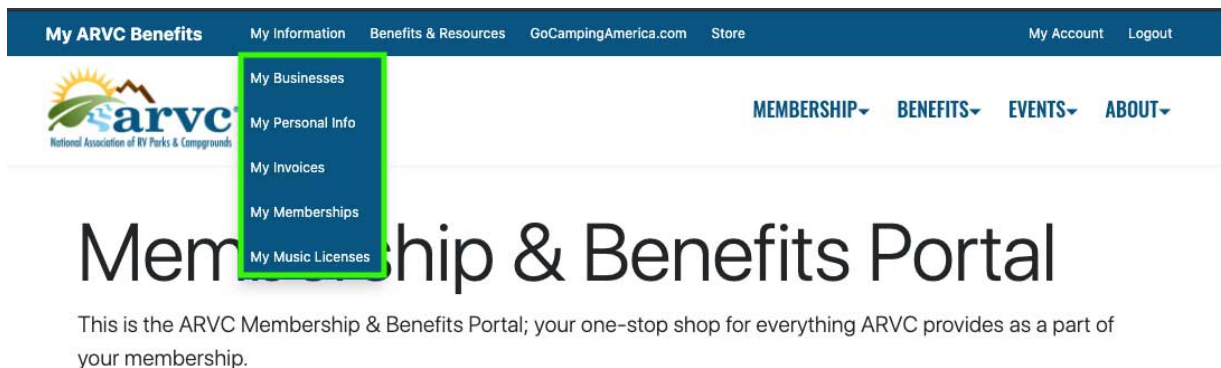 My ARVC Benefits My Information Benefits & Resources GoCampingAmerica.com Store My Account Logout
My Businesses
My Personal Info
My Invoices
My Memberships
My Music Licenses
arvc
National Association of RV Parks & Campgrounds
MEMBERSHIP BENEFITS EVENTS ABOUT
Membership & Benefits Portal
This is the ARVC Membership & Benefits Portal; your one-stop shop for everything ARVC provides as a part of
your membership.